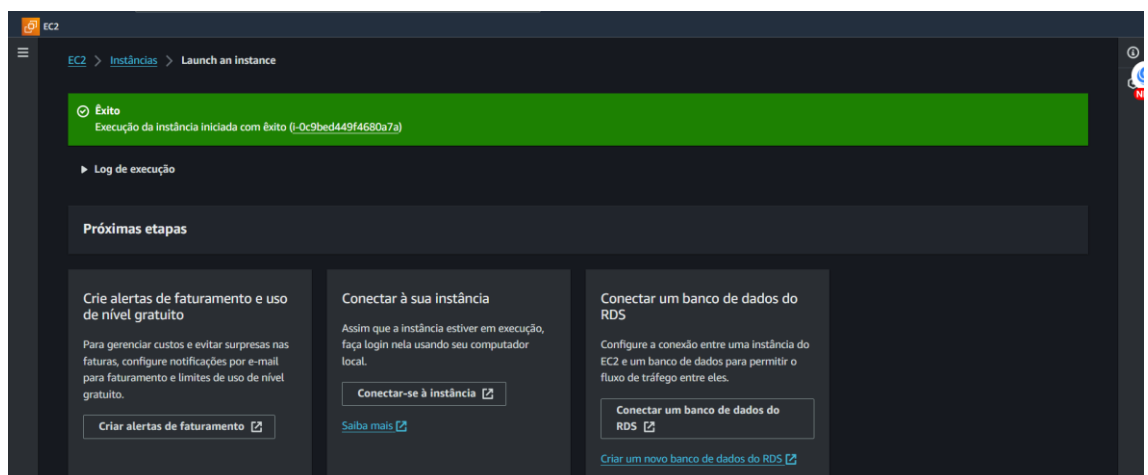 EC2
EC2 > Instâncias > Launch an instance
Êxito
Execução da instância iniciada com êxito (i-0c9bed449f4680a7a)
Log de execução
Próximas etapas
Crie alertas de faturamento e uso
de nível gratuito
Para gerenciar custos e evitar surpresas nas
faturas, configure notificações por e-mail
para faturamento e limites de uso de nível
gratuito.
Criar alertas de faturamento
Conectar à sua instância
Assim que a instância estiver em execução,
faça login nela usando seu computador
local.
Conectar-se à instância
Saiba mais
Conectar um banco de dados do
RDS
Configure a conexão entre uma instância do
EC2 e um banco de dados para permitir o
fluxo de tráfego entre eles.
Conectar um banco de dados do
RDS
Criar um novo banco de dados do RDS